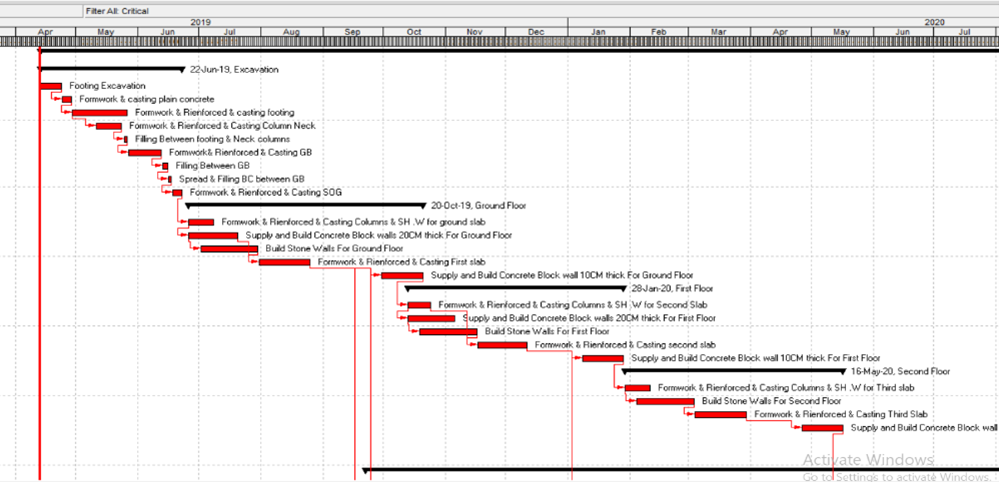 Filter All: Critical
2019 2020
Apr May Jun Jul Aug Sep Oct Nov Dec Jan Feb Mar Apr May Jun Jul
22-Jun-19, Excavation
Footing Excavation
Formwork & casting plain concrete
Formwork & Rienforced & casting footing
Formwork & Rienforced & Casting Column Neck
Filling Between footing & Neck columns
Formwork& Rienforced & Casting GB
Filling Between GB
Spread & Filling BC between GB
Formwork & Rienforced & Casting SOG
20-Oct-19, Ground Floor
Formwork & Rienforced & Casting Columns & SH .W for ground slab
Supply and Build Concrete Block walls 20CM thick For Ground Floor
Build Stone Walls For Ground Floor
Formwork & Rienforced & Casting First slab
Supply and Build Concrete Block wall 10CM thick For Ground Floor
28-Jan-20, First Floor
Formwork & Rienforced & Casting Columns & SH .W for Second Slab
Supply and Build Concrete Block walls 20CM thick For First Floor
Build Stone Walls For First Floor
Formwork & Rienforced & Casting second slab
Supply and Build Concrete Block wall 10CM thick For First Floor
16-May-20, Second Floor
Formwork & Rienforced & Casting Columns & SH .W for Third slab
Build Stone Walls For Second Floor
Formwork & Rienforced & Casting Third Slab
Supply and Build Concrete Block wall
Activate Windows
Go to Settings to activate Windows.